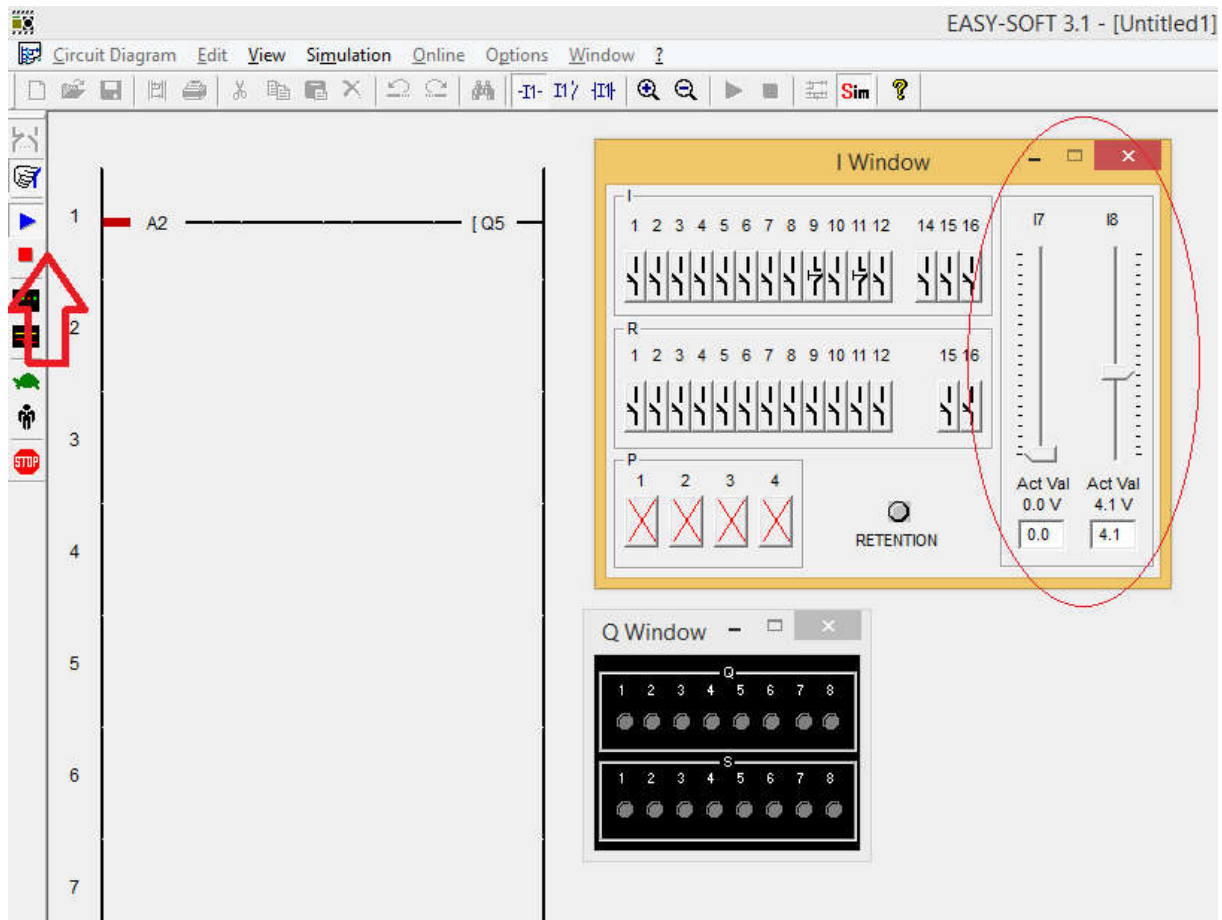 EASY-SOFT 3.1 - [Untitled1]
Circuit Diagram Edit View Simulation Online Options Window ?
Sim ?
STOP
1 A2 [ Q5
2
3
4
5
6
7
I Window
I
1 2 3 4 5 6 7 8 9 10 11 12 14 15 16
R
1 2 3 4 5 6 7 8 9 10 11 12 15 16
P
1 2 3 4
RETENTION
I7 I8
Act Val Act Val
0.0 V 4.1 V
0.0 4.1
Q Window
Q
1 2 3 4 5 6 7 8
S
1 2 3 4 5 6 7 8